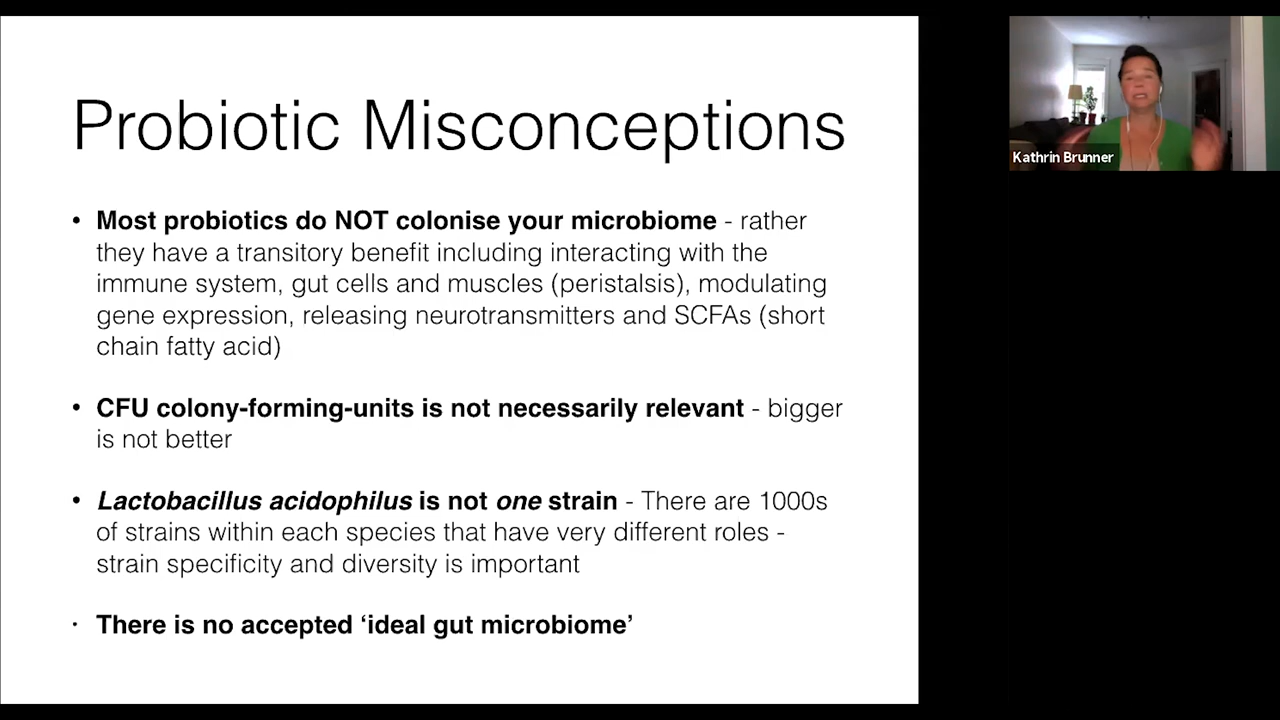 Probiotic Misconceptions
• Most probiotics do NOT colonise your microbiome - rather
they have a transitory benefit including interacting with the
immune system, gut cells and muscles (peristalsis), modulating
gene expression, releasing neurotransmitters and SCFAs (short
chain fatty acid)
• CFU colony-forming-units is not necessarily relevant - bigger
is not better
• Lactobacillus acidophilus is not one strain - There are 1000s
of strains within each species that have very different roles -
strain specificity and diversity is important
• There is no accepted ‘ideal gut microbiome’
Kathrin Brunner